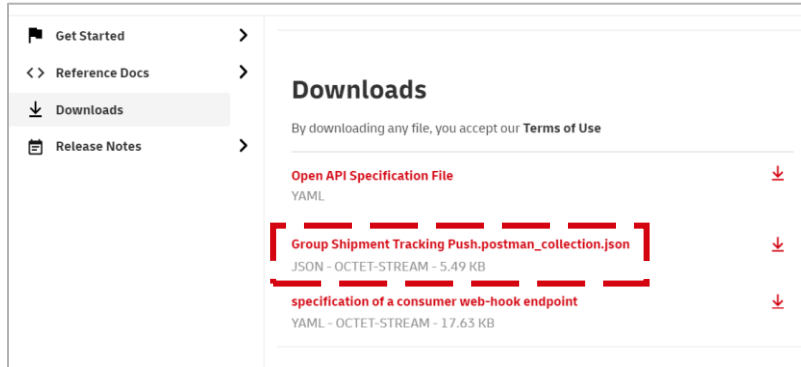 Get Started
Reference Docs
Downloads
Release Notes
Downloads
By downloading any file, you accept our Terms of Use
Open API Specification File
YAML
Group Shipment Tracking Push.postman_collection.json
JSON - OCTET-STREAM - 5.49 KB
specification of a consumer web-hook endpoint
YAML - OCTET-STREAM - 17.63 KB